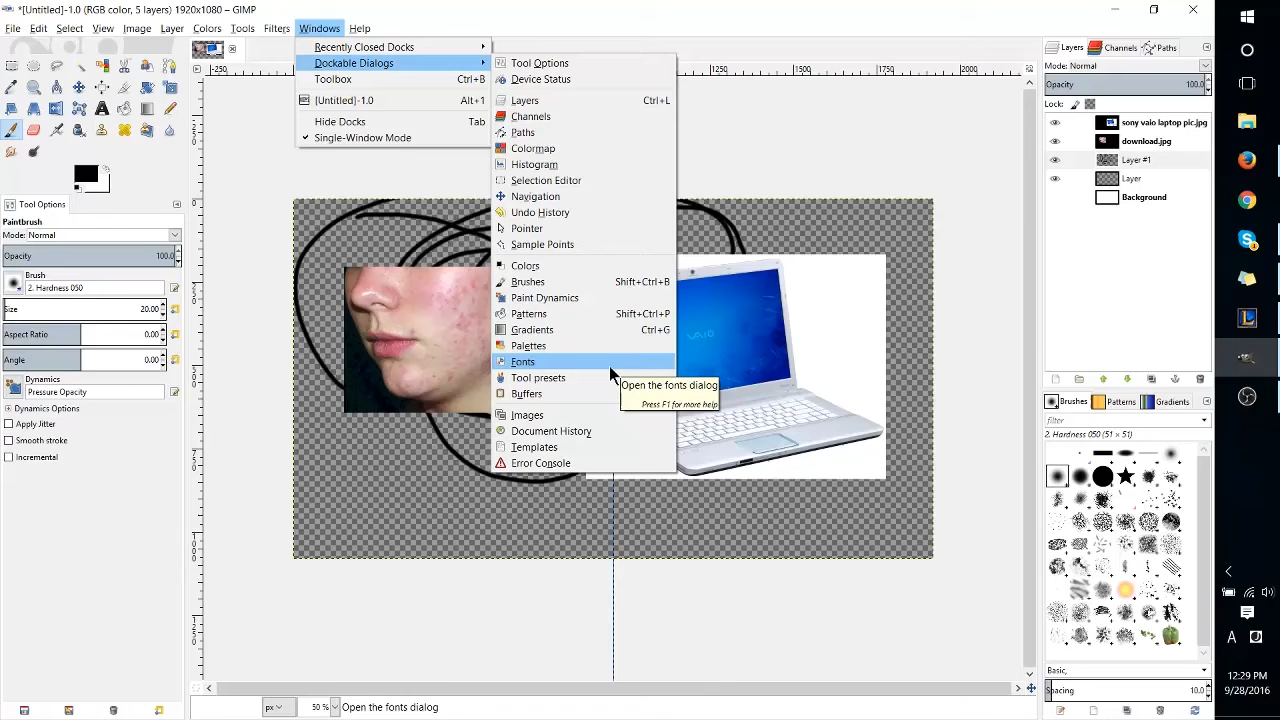 *[Untitled]-1.0 (RGB color, 5 layers) 1920x1080 – GIMP
File Edit Select View Image Layer Colors Tools Filters Windows Help
Recently Closed Docks
Dockable Dialogs
Toolbox Ctrl+B
[Untitled]-1.0 Alt+1
Hide Docks Tab
Single-Window Mode
Tool Options
Device Status
Layers Ctrl+L
Channels
Paths
Colormap
Histogram
Selection Editor
Navigation
Undo History
Pointer
Sample Points
Colors
Brushes Shift+Ctrl+B
Paint Dynamics
Patterns Shift+Ctrl+P
Gradients Ctrl+G
Palettes
Fonts
Tool presets
Buffers
Images
Document History
Templates
Error Console
Open the fonts dialog
Press F1 for more help
Tool Options
Paintbrush
Mode: Normal
Opacity 100.0
Brush
2. Hardness 050
Size 20.00
Aspect Ratio 0.00
Angle 0.00
Dynamics
Pressure Opacity
Dynamics Options
Apply Jitter
Smooth stroke
Incremental
-250 1250 1500 1750 2000
0
250
500
750
1000
1250
VAIO
px 50 % Open the fonts dialog
Layers Channels Paths
Mode: Normal
Opacity 100.0
Lock:
sony vaio laptop pic.jpg
download.jpg
Layer #1
Layer
Background
Brushes Patterns Gradients
filter
2. Hardness 050 (51 × 51)
Basic,
Spacing 10.0
A
12:29 PM
9/28/2016